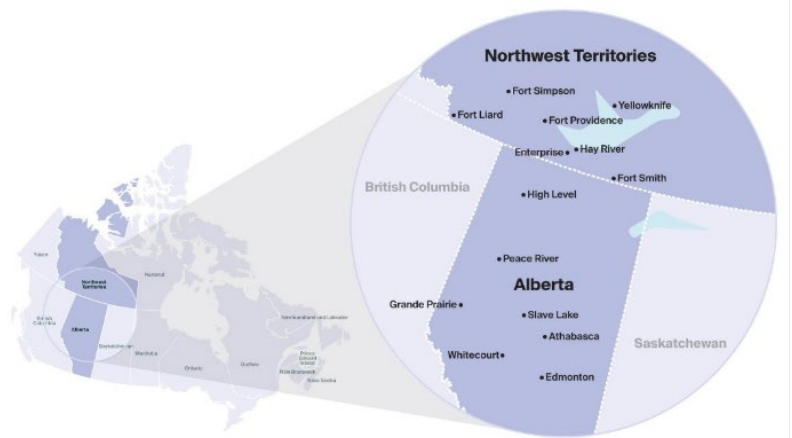 Northwest Territories
Fort Simpson
Yellowknife
Fort Liard
Fort Providence
Enterprise
Hay River
Fort Smith
British Columbia
High Level
Peace River
Alberta
Grande Prairie
Slave Lake
Athabasca
Whitecourt
Saskatchewan
Edmonton
Yukon
Northwest
Territories
Nunavut
British
Columbia
Alberta
Saskatchewan
Manitoba
Ontario
Quebec
Newfoundland and Labrador
Prince
Edward
Island
New Brunswick
Nova Scotia